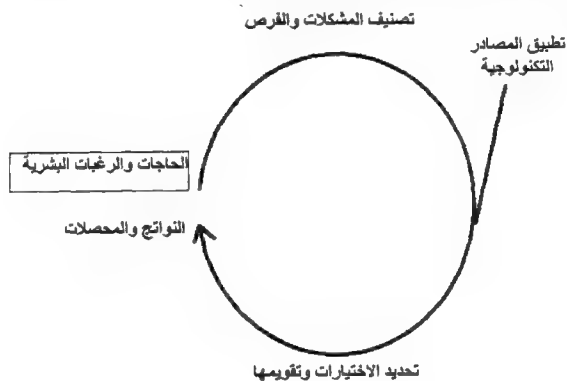 تصنيف المشكلات والفرص
تطبيق المصادر
التكنولوجية
الحاجات والرغبات البشرية
النواتج والمحصلات
تحديد الاختيارات وتقويمها